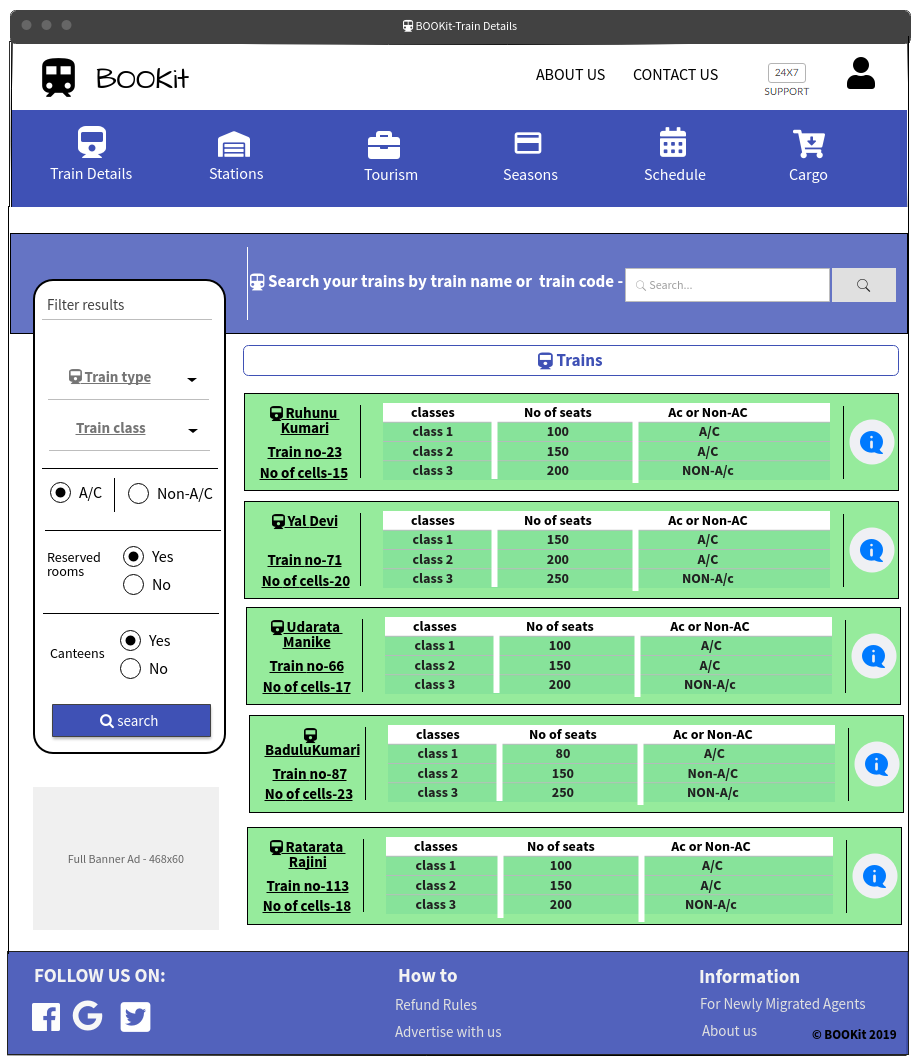 BOOKit-Train Details
BOOKit
ABOUT US
CONTACT US
24X7
SUPPORT
Train Details
Stations
Tourism
Seasons
Schedule
Cargo
Search your trains by train name or train code -
Search...
Filter results
Train type
Train class
A/C
Non-A/C
Reserved
rooms
Yes
No
Canteens
Yes
No
search
Full Banner Ad - 468x60
Trains
Ruhunu
Kumari
Train no-23
No of cells-15
classes No of seats Ac or Non-AC
class 1 100 A/C
class 2 150 A/C
class 3 200 NON-A/c
Yal Devi
Train no-71
No of cells-20
classes No of seats Ac or Non-AC
class 1 150 A/C
class 2 200 A/C
class 3 250 NON-A/c
Udarata
Manike
Train no-66
No of cells-17
classes No of seats Ac or Non-AC
class 1 100 A/C
class 2 150 A/C
class 3 200 NON-A/c
BaduluKumari
Train no-87
No of cells-23
classes No of seats Ac or Non-AC
class 1 80 A/C
class 2 150 Non-A/C
class 3 250 NON-A/c
Ratarata
Rajini
Train no-113
No of cells-18
classes No of seats Ac or Non-AC
class 1 100 A/C
class 2 150 A/C
class 3 200 NON-A/c
FOLLOW US ON:
How to
Refund Rules
Advertise with us
Information
For Newly Migrated Agents
About us
© BOOKit 2019